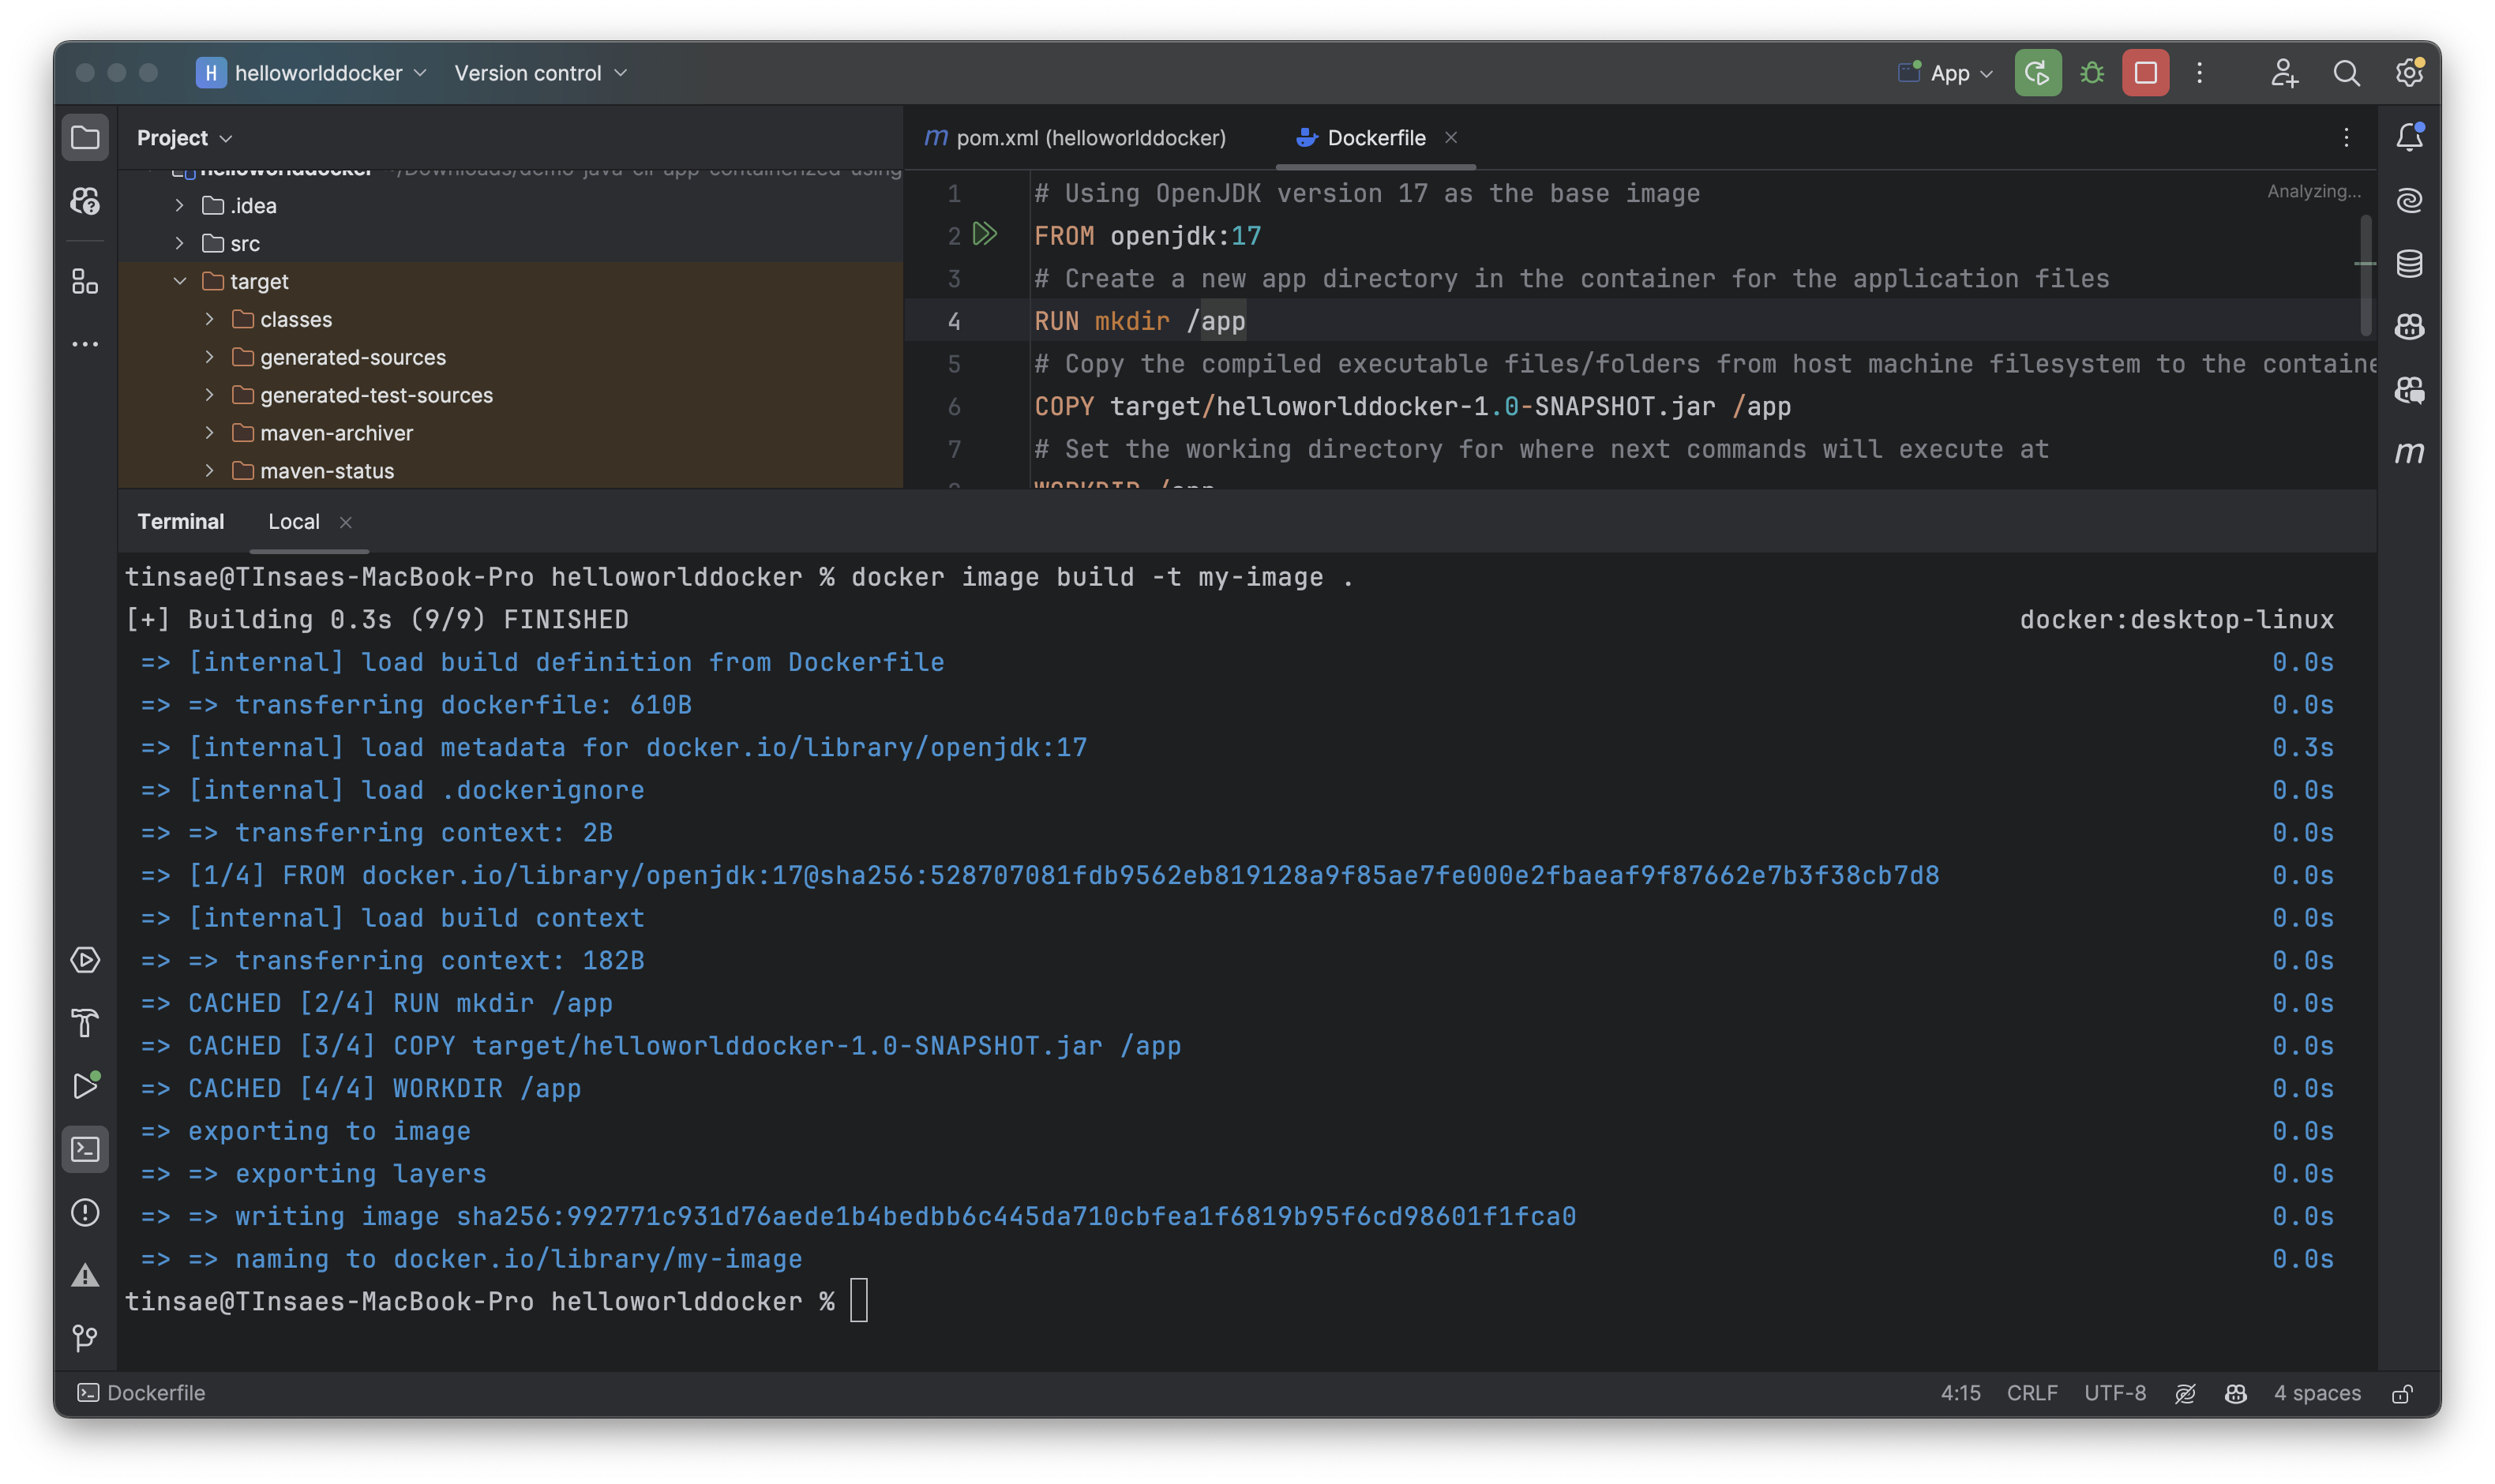 H helloworlddocker Version control App
Project
helloworlddocker ~/Downloads/demo-java-cli-app-containerized-using
.idea
src
target
classes
generated-sources
generated-test-sources
maven-archiver
maven-status
m pom.xml (helloworlddocker) Dockerfile
Analyzing...
1 # Using OpenJDK version 17 as the base image
2 FROM openjdk:17
3 # Create a new app directory in the container for the application files
4 RUN mkdir /app
5 # Copy the compiled executable files/folders from host machine filesystem to the containe
6 COPY target/helloworlddocker-1.0-SNAPSHOT.jar /app
7 # Set the working directory for where next commands will execute at
8 WORKDIR /app
m
Terminal Local
tinsae@TInsaes-MacBook-Pro helloworlddocker % docker image build -t my-image .
[+] Building 0.3s (9/9) FINISHED docker:desktop-linux
=> [internal] load build definition from Dockerfile 0.0s
=> => transferring dockerfile: 610B 0.0s
=> [internal] load metadata for docker.io/library/openjdk:17 0.3s
=> [internal] load .dockerignore 0.0s
=> => transferring context: 2B 0.0s
=> [1/4] FROM docker.io/library/openjdk:17@sha256:528707081fdb9562eb819128a9f85ae7fe000e2fbaeaf9f87662e7b3f38cb7d8 0.0s
=> [internal] load build context 0.0s
=> => transferring context: 182B 0.0s
=> CACHED [2/4] RUN mkdir /app 0.0s
=> CACHED [3/4] COPY target/helloworlddocker-1.0-SNAPSHOT.jar /app 0.0s
=> CACHED [4/4] WORKDIR /app 0.0s
=> exporting to image 0.0s
=> => exporting layers 0.0s
=> => writing image sha256:992771c931d76aede1b4bedbb6c445da710cbfea1f6819b95f6cd98601f1fca0 0.0s
=> => naming to docker.io/library/my-image 0.0s
tinsae@TInsaes-MacBook-Pro helloworlddocker %
Dockerfile 4:15 CRLF UTF-8 4 spaces